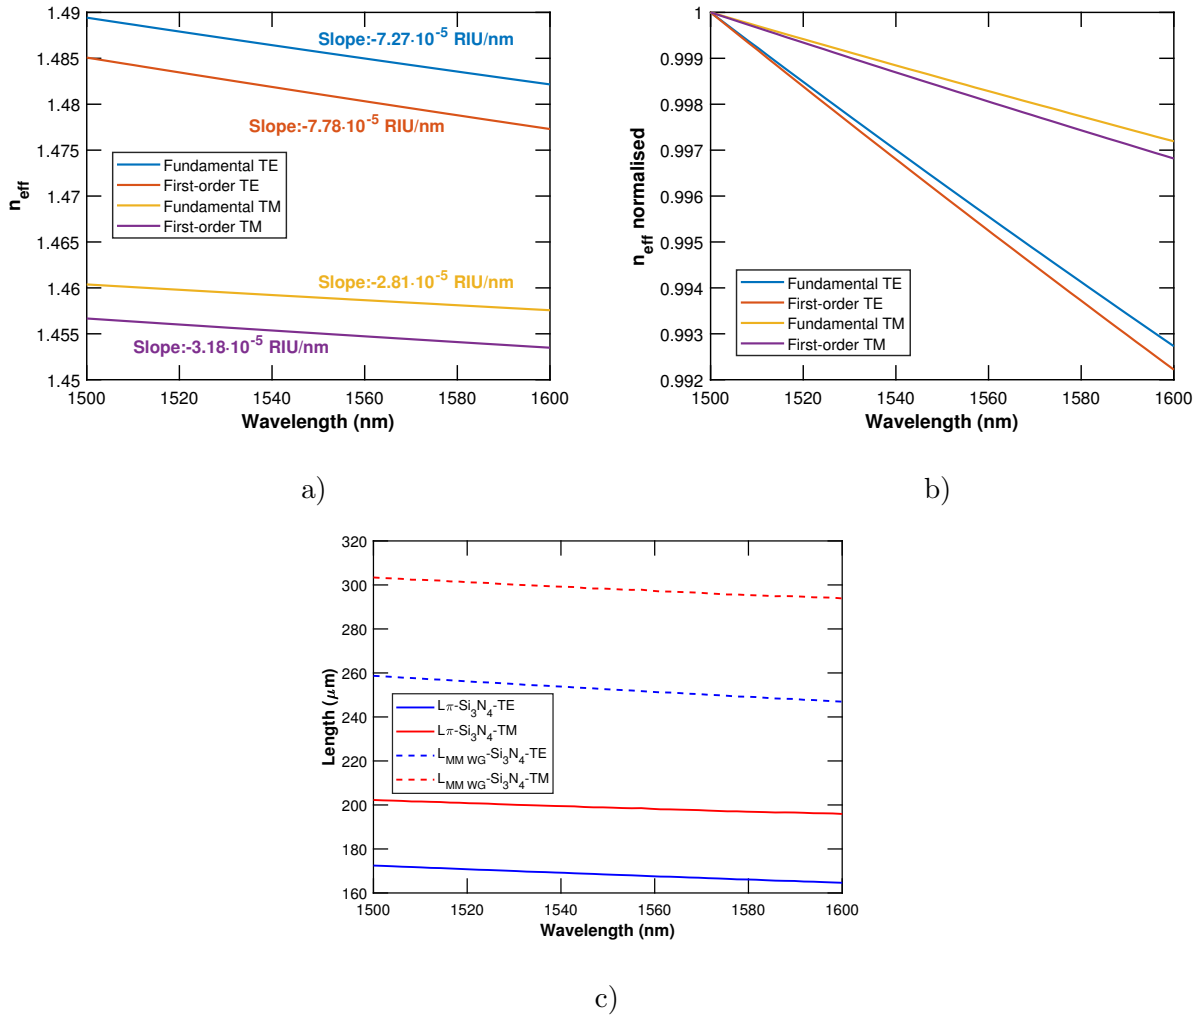 1.49
1.485
1.48
1.475
1.47
1.465
1.46
1.455
1.45
n_eff
Slope:-7.27·10^-5 RIU/nm
Slope:-7.78·10^-5 RIU/nm
Fundamental TE
First-order TE
Fundamental TM
First-order TM
Slope:-2.81·10^-5 RIU/nm
Slope:-3.18·10^-5 RIU/nm
1500 1520 1540 1560 1580 1600
Wavelength (nm)
a)
1
0.999
0.998
0.997
0.996
0.995
0.994
0.993
0.992
n_eff normalised
Fundamental TE
First-order TE
Fundamental TM
First-order TM
1500 1520 1540 1560 1580 1600
Wavelength (nm)
b)
320
300
280
260
240
220
200
180
160
Length (μm)
Lπ-Si₃N₄-TE
Lπ-Si₃N₄-TM
L_MM WG-Si₃N₄-TE
L_MM WG-Si₃N₄-TM
1500 1520 1540 1560 1580 1600
Wavelength (nm)
c)